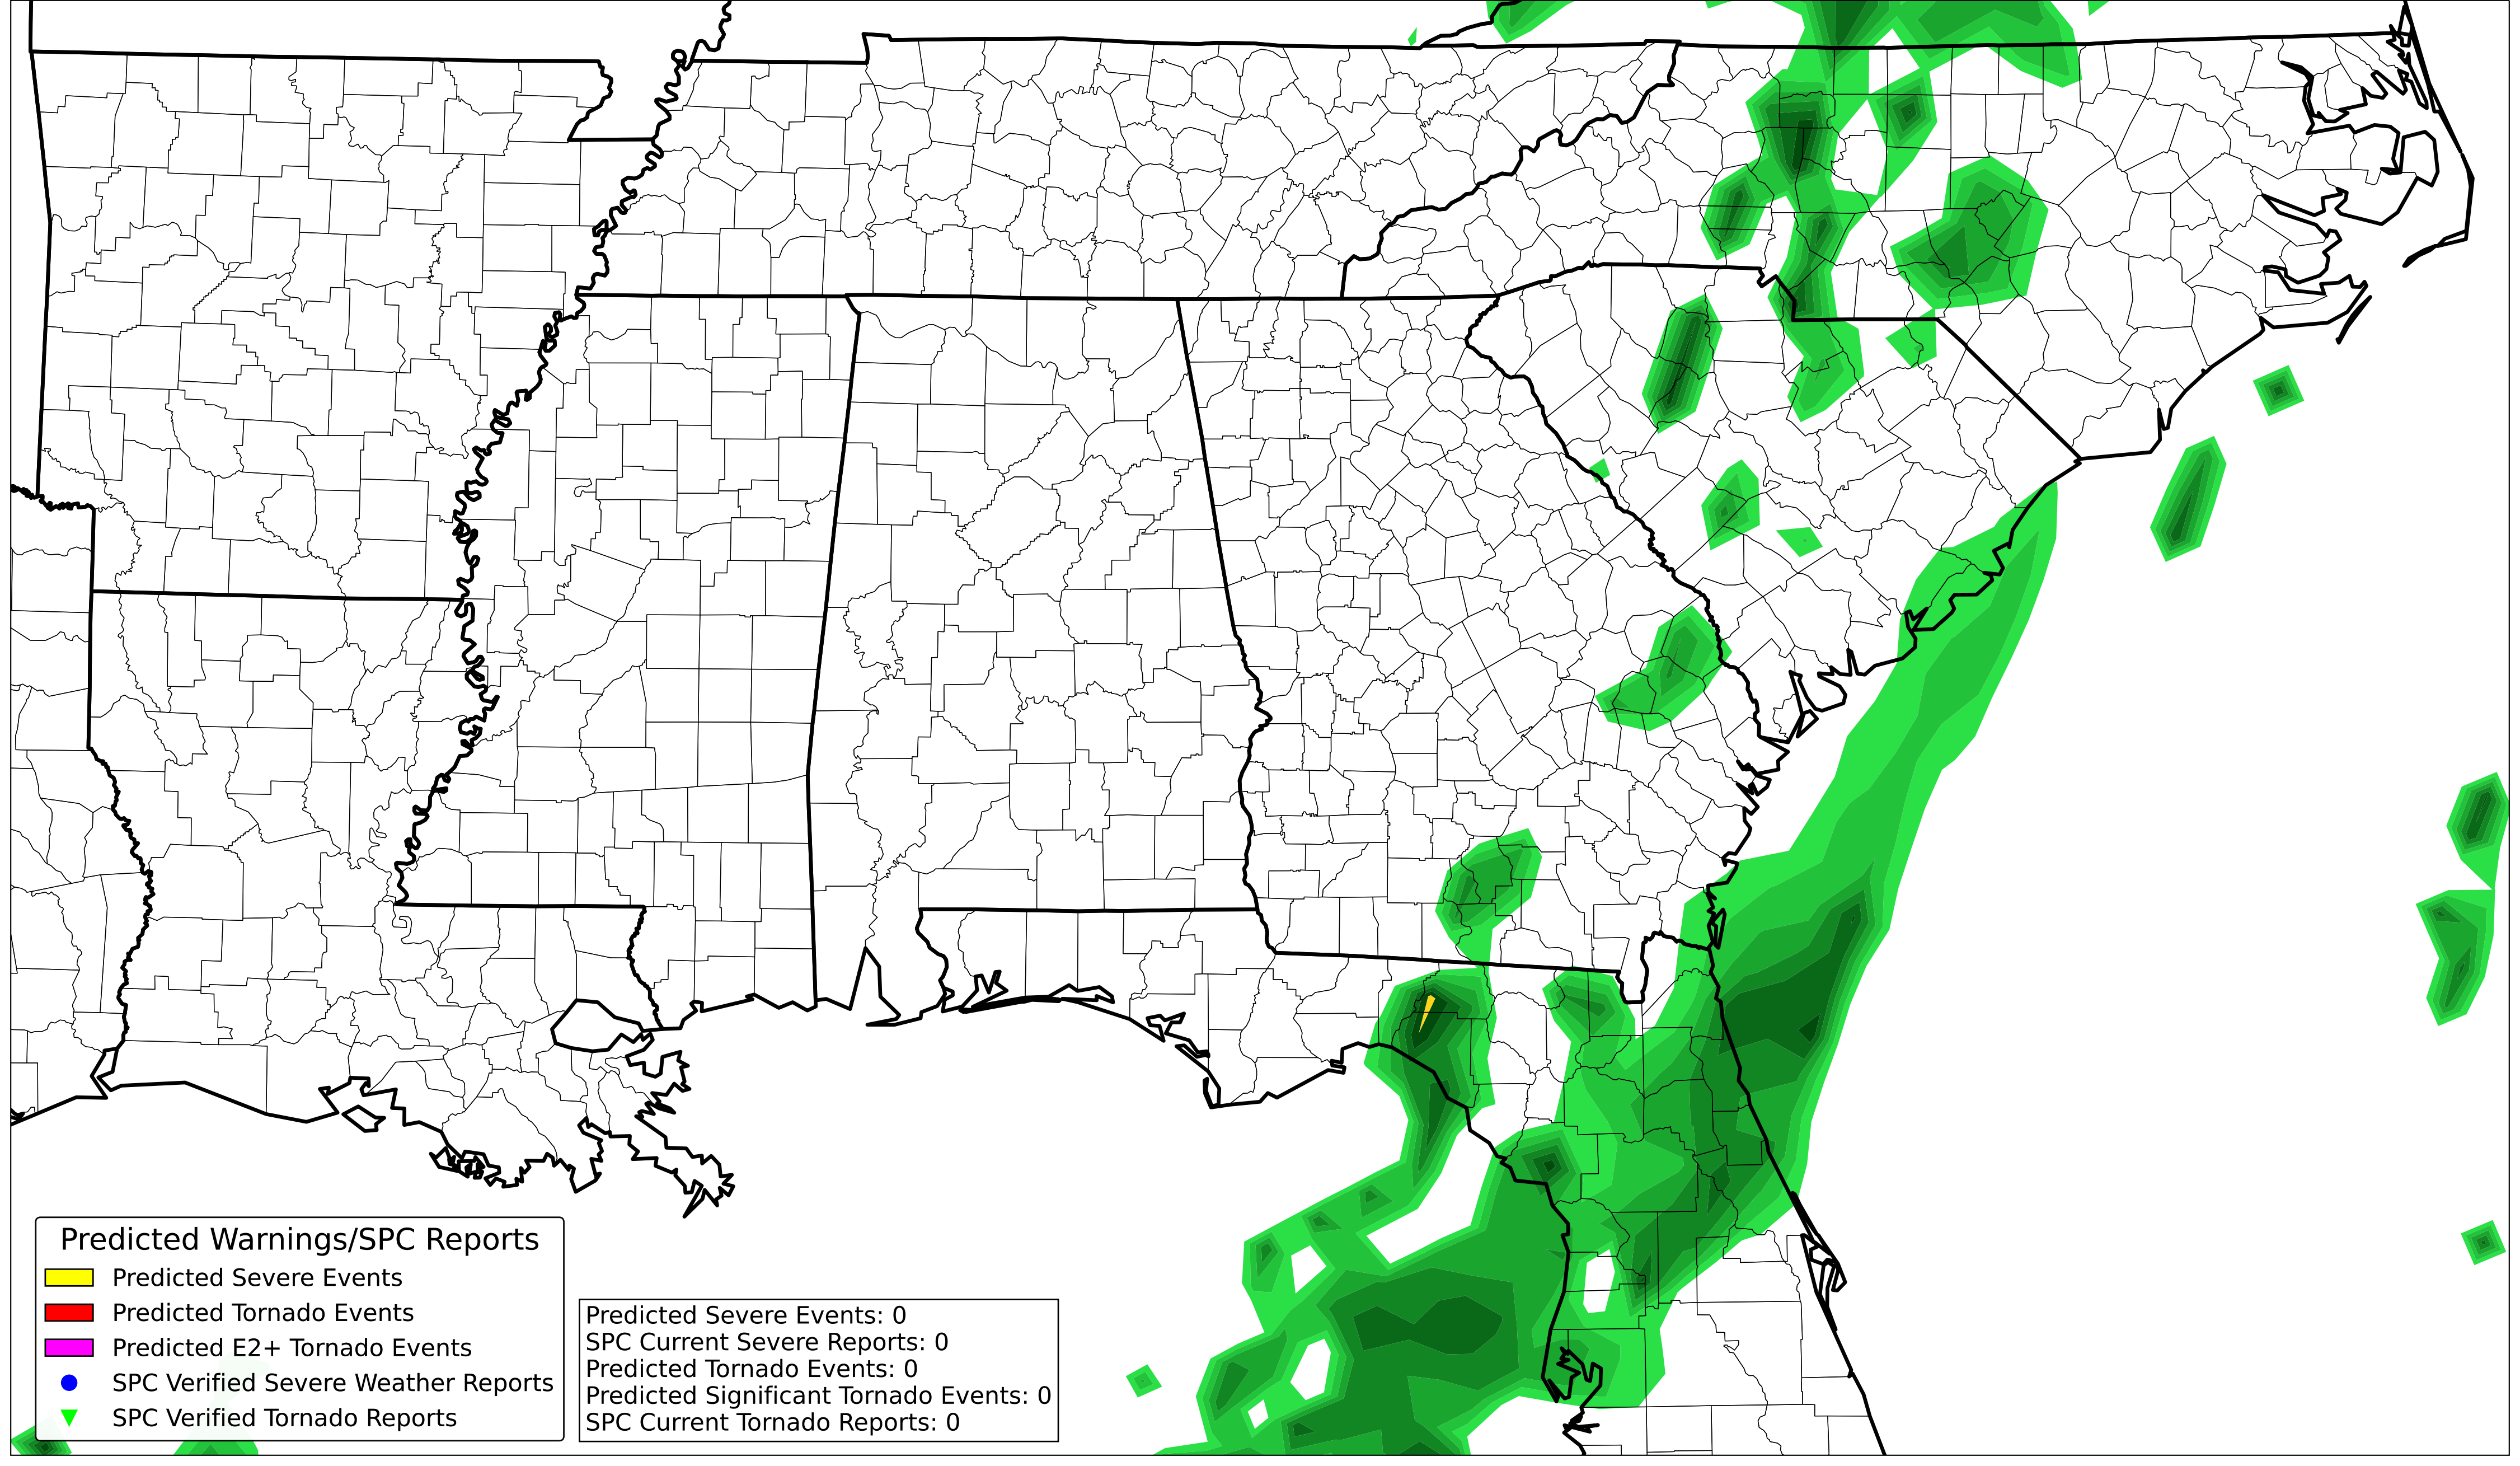 Predicted Warnings/SPC Reports
Predicted Severe Events
Predicted Tornado Events
Predicted E2+ Tornado Events
SPC Verified Severe Weather Reports
SPC Verified Tornado Reports
Predicted Severe Events: 0
SPC Current Severe Reports: 0
Predicted Tornado Events: 0
Predicted Significant Tornado Events: 0
SPC Current Tornado Reports: 0